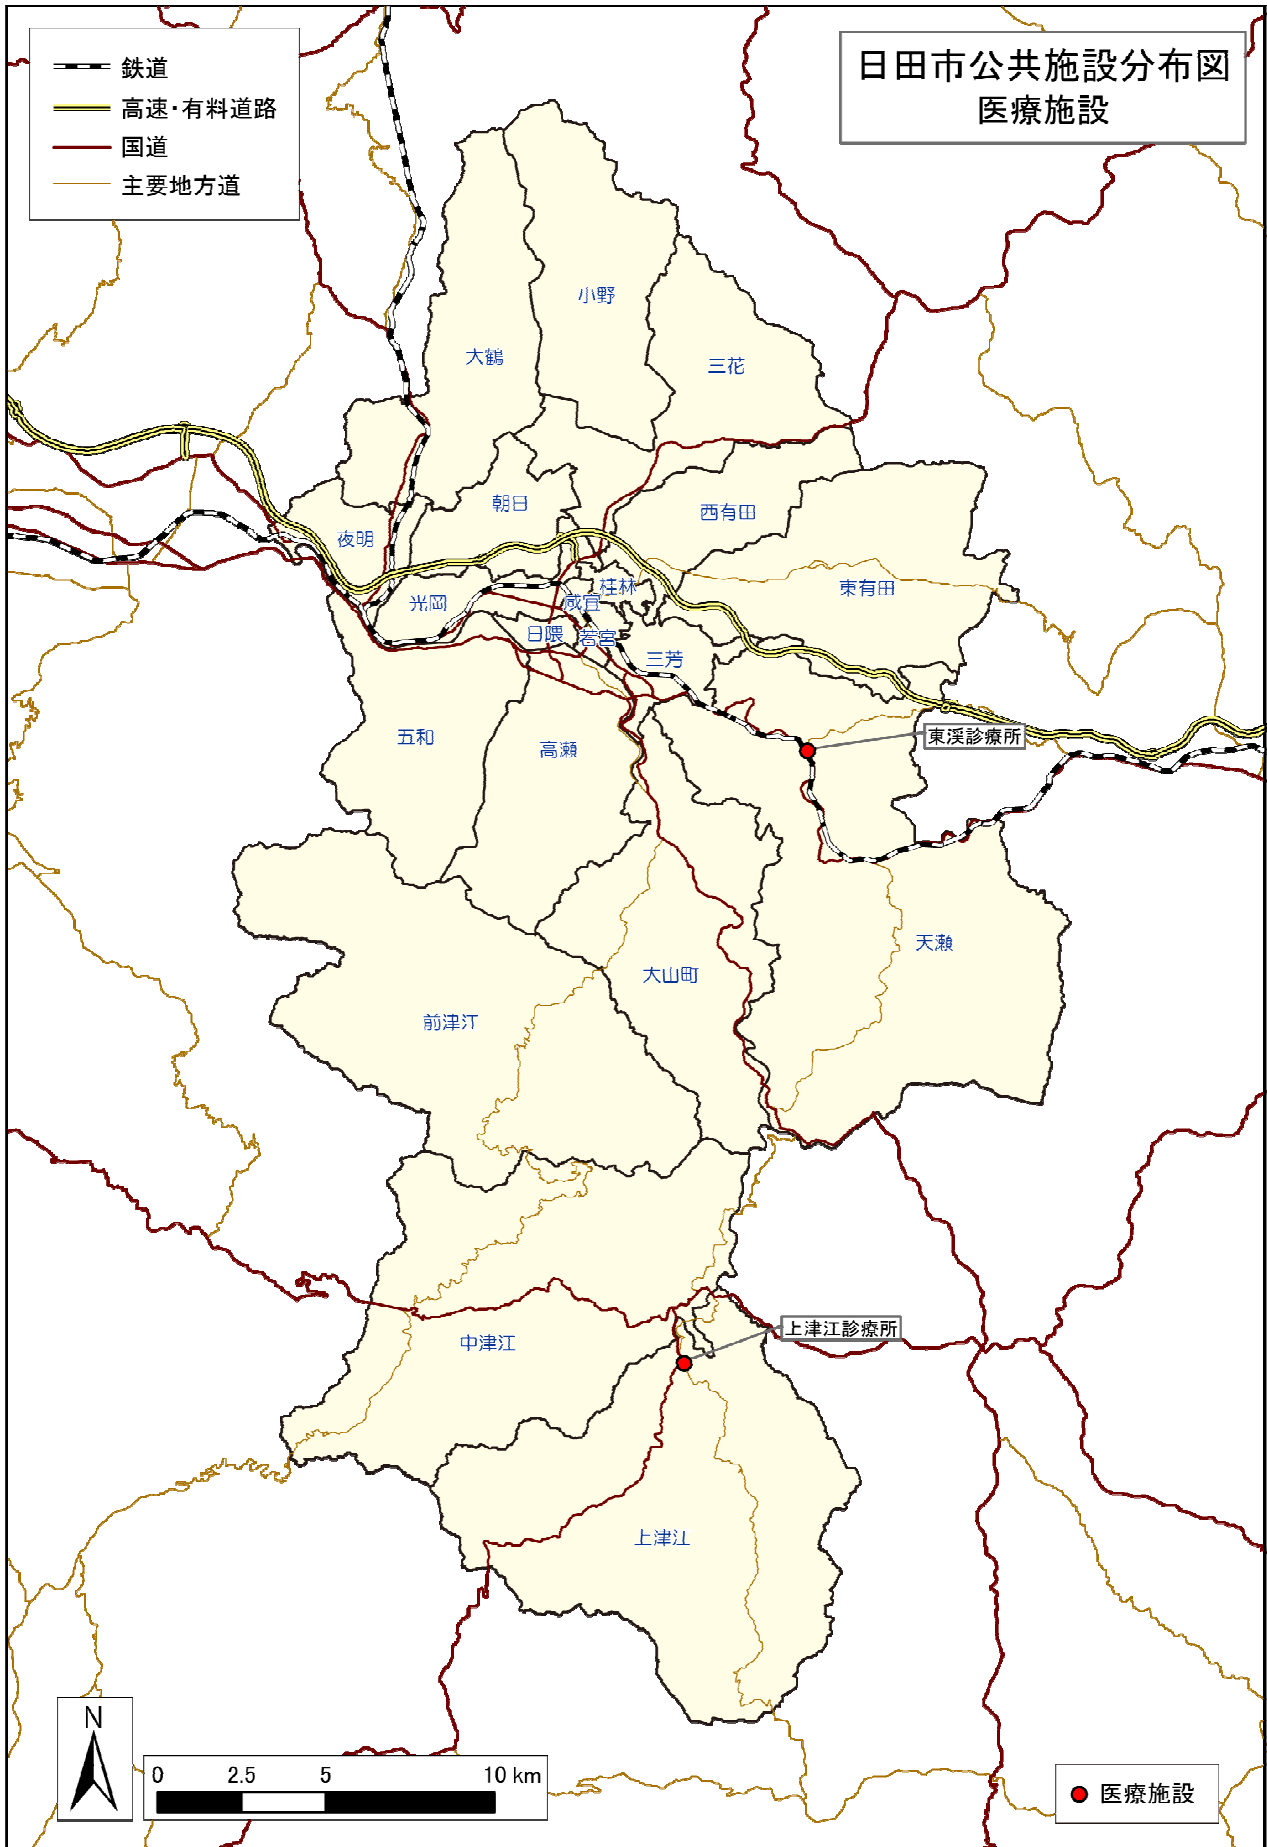 鉄道
高速・有料道路
国道
主要地方道
日田市公共施設分布図
医療施設
小野
大鶴
三花
朝日
西有田
夜明
東有田
桂林
光岡
咸宜
日隈
若宮
三芳
五和
高瀬
東渓診療所
天瀬
大山町
前津江
上津江診療所
中津江
上津江
N
0 2.5 5 10 km
医療施設